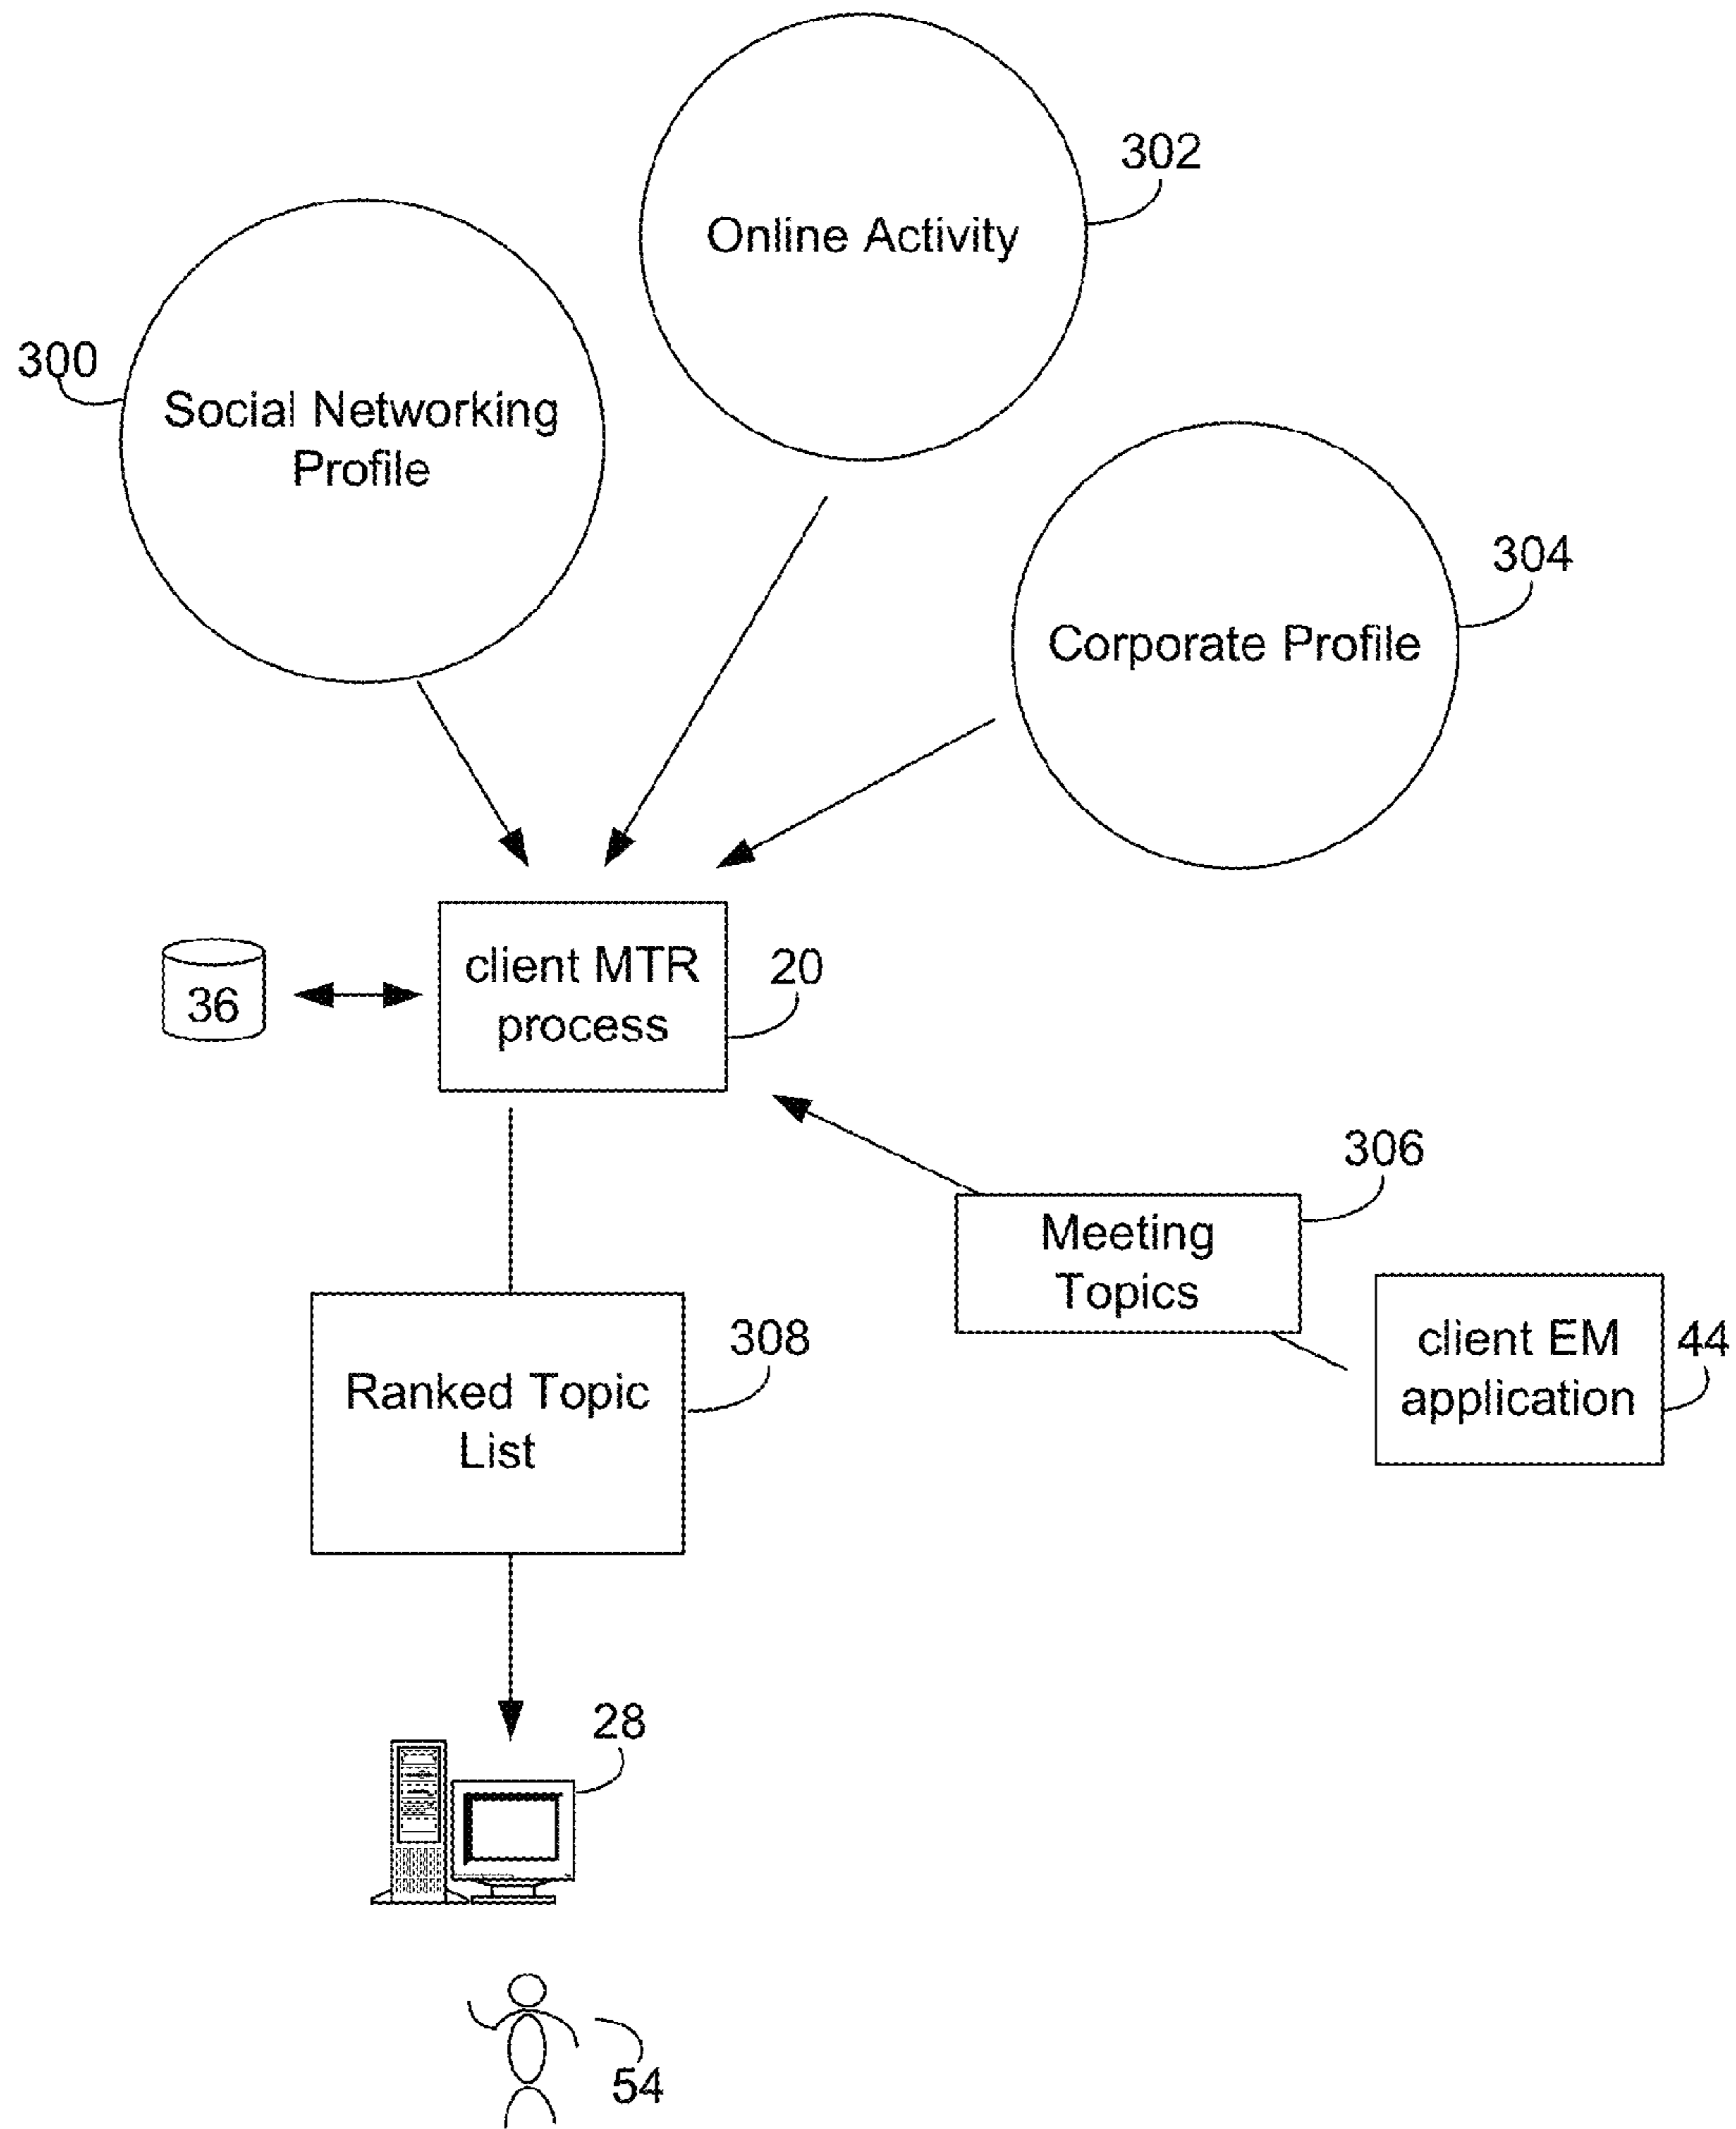 302
Online Activity
300
Social Networking
Profile
304
Corporate Profile
client MTR
process
20
36
306
Meeting
Topics
308
Ranked Topic
List
client EM
application
44
28
54